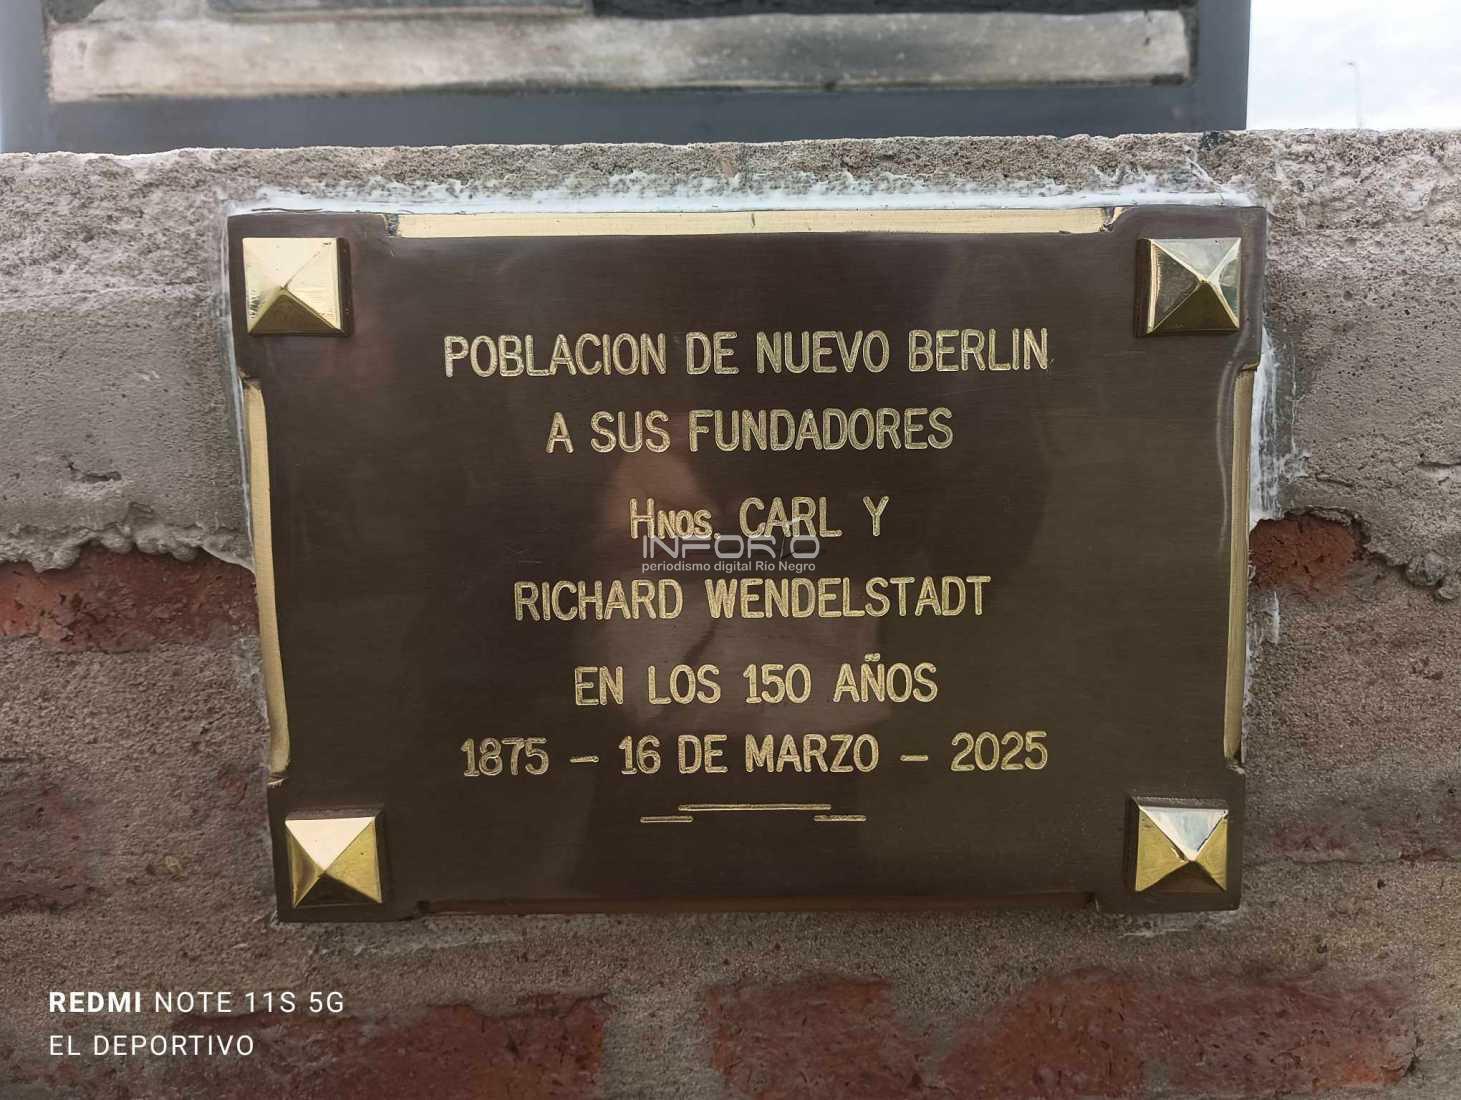 POBLACION DE NUEVO BERLIN
A SUS FUNDADORES
HNOS. CARL Y
INFORIO
periodismo digital Río Negro
RICHARD WENDELSTADT
EN LOS 150 AÑOS
1875 - 16 DE MARZO - 2025
REDMI NOTE 11S 5G
EL DEPORTIVO